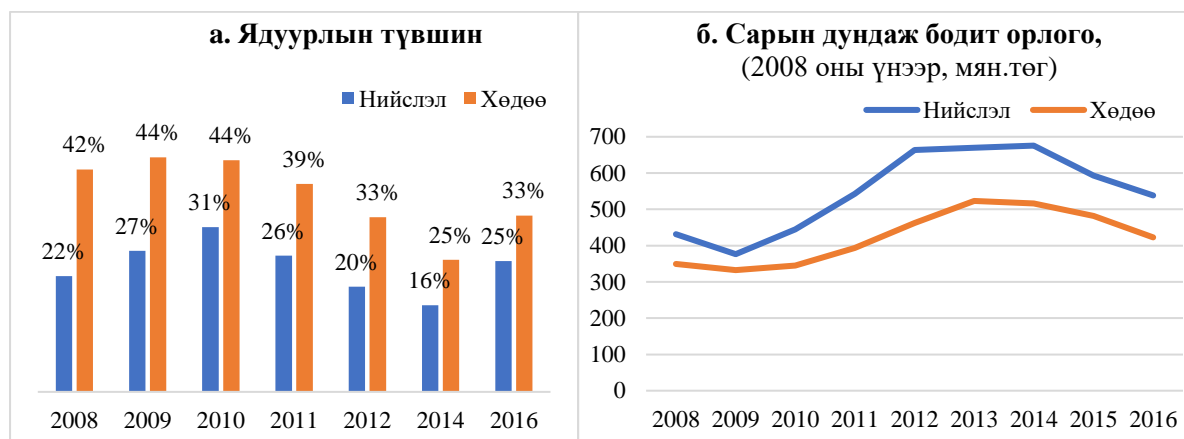 а. Ядуурлын түвшин
Нийслэл Хөдөө
42% 44% 44% 39% 33% 25% 33%
22% 27% 31% 26% 20% 16% 25%
2008 2009 2010 2011 2012 2014 2016
б. Сарын дундаж бодит орлого,
(2008 оны үнээр, мян.төг)
Нийслэл Хөдөө
700
600
500
400
300
200
100
0
2008 2009 2010 2011 2012 2013 2014 2015 2016